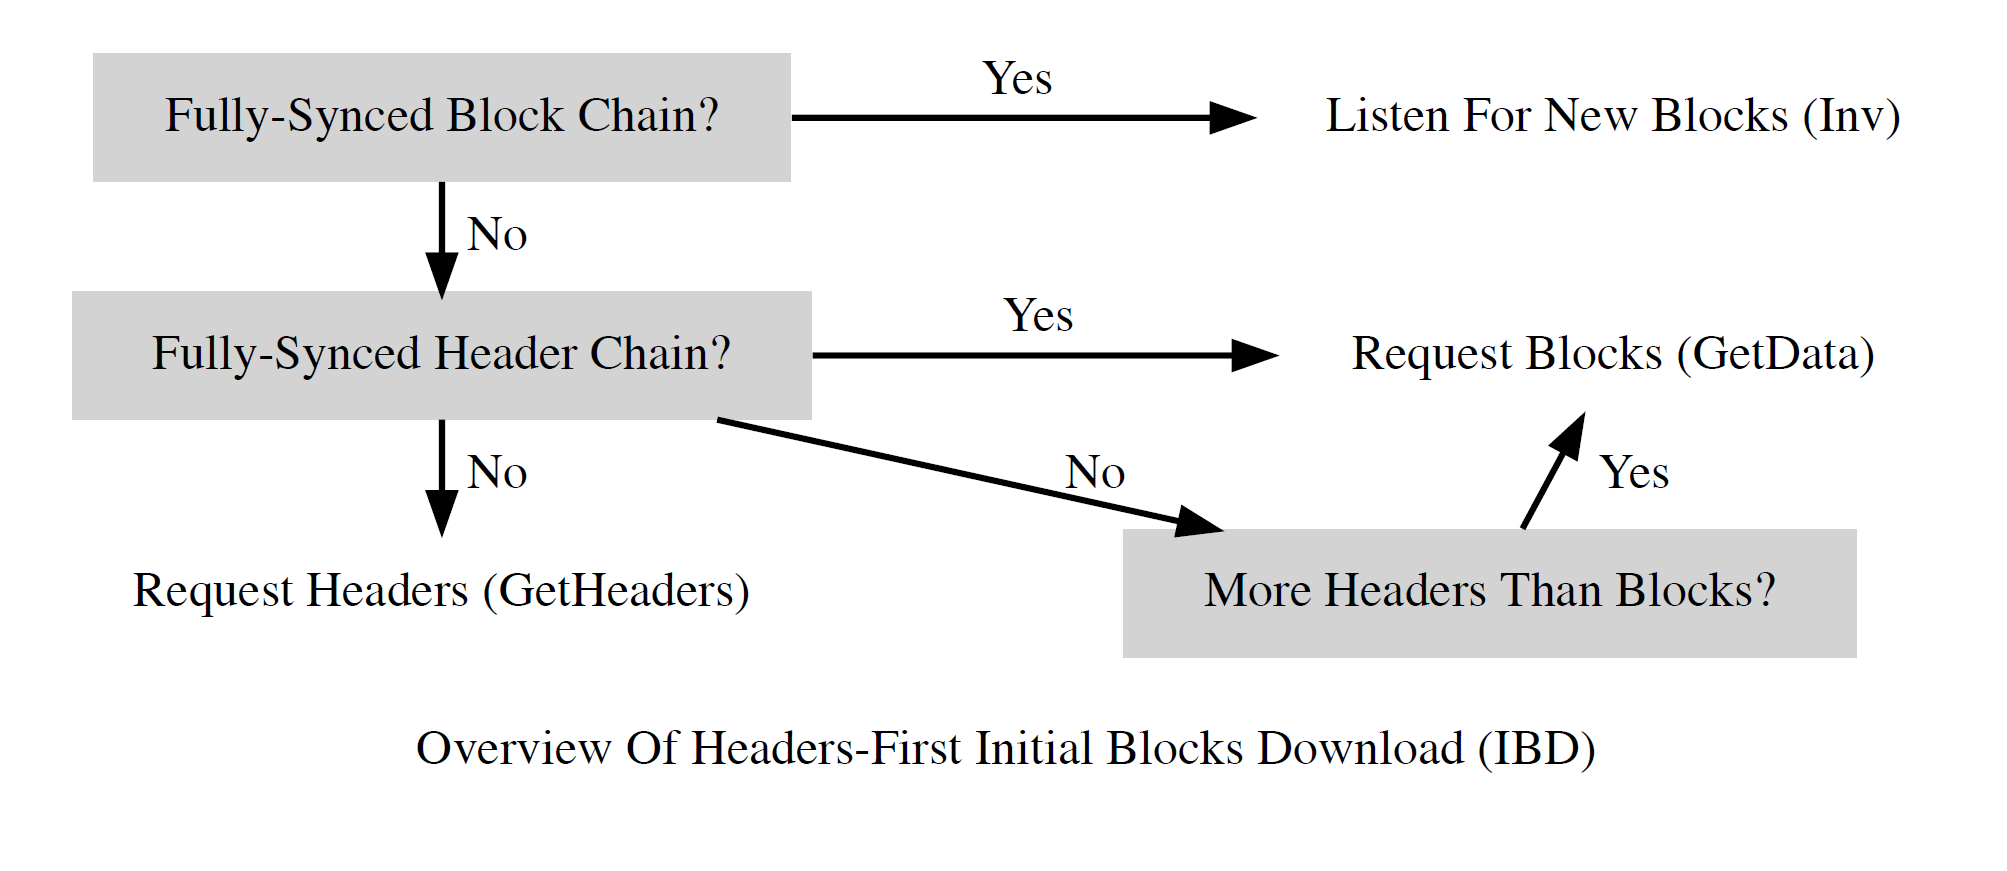 Fully-Synced Block Chain?
Yes
Listen For New Blocks (Inv)
No
Fully-Synced Header Chain?
Yes
Request Blocks (GetData)
No
No
Yes
Request Headers (GetHeaders)
More Headers Than Blocks?
Overview Of Headers-First Initial Blocks Download (IBD)